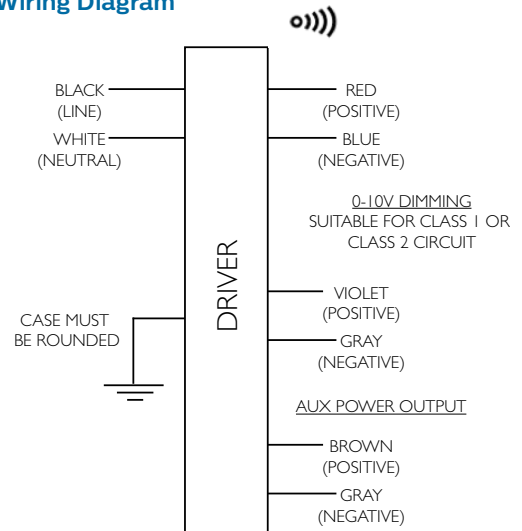 Wiring Diagram
BLACK
(LINE)
WHITE
(NEUTRAL)
CASE MUST
BE ROUNDED
DRIVER
RED
(POSITIVE)
BLUE
(NEGATIVE)
0-10V DIMMING
SUITABLE FOR CLASS 1 OR
CLASS 2 CIRCUIT
VIOLET
(POSITIVE)
GRAY
(NEGATIVE)
AUX POWER OUTPUT
BROWN
(POSITIVE)
GRAY
(NEGATIVE)